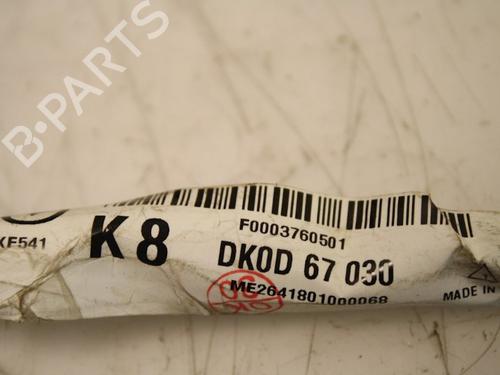 B-PARTS
F0003760501
KF541
K8
DK0D 67 030
ME2641801000068
MADE IN